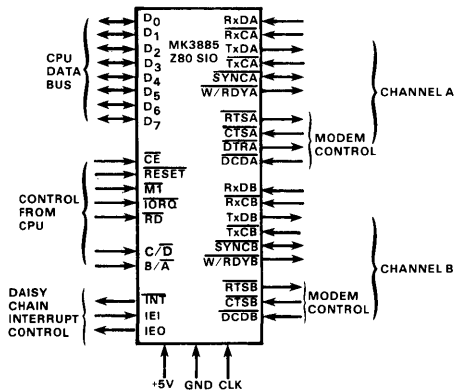 CPU
DATA
BUS
D0
D1
D2
D3
D4
D5
D6
D7
CONTROL
FROM
CPU
CE
RESET
M1
IORQ
RD
C/D
B/A
DAISY
CHAIN
INTERRUPT
CONTROL
INT
IEI
IEO
MK3885
Z80 SIO
RxDA
RxCA
TxDA
TxCA
SYNCA
W/RDYA
RTSA
CTSA
DTRA
DCDA
MODEM
CONTROL
CHANNEL A
RxDB
RxCB
TxDB
TxCB
SYNCB
W/RDYB
RTSB
CTSB
DCDB
MODEM
CONTROL
CHANNEL B
+5V GND CLK